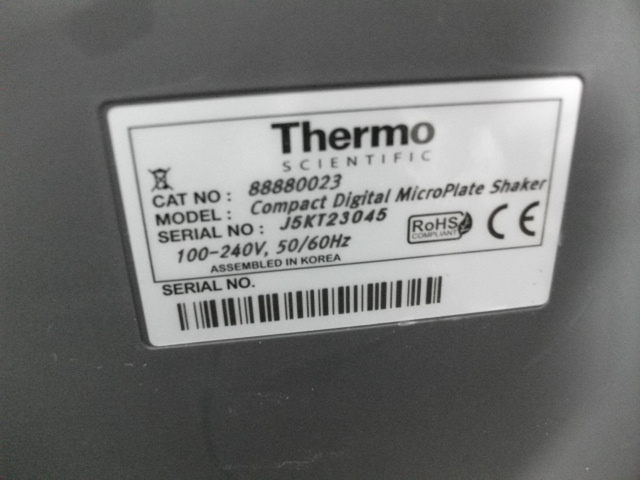 Thermo
SCIENTIFIC
CAT NO : 88880023
MODEL : Compact Digital MicroPlate Shaker
SERIAL NO : J5KT23045
100-240V, 50/60Hz
RoHS
COMPLIANT
CE
ASSEMBLED IN KOREA
SERIAL NO.